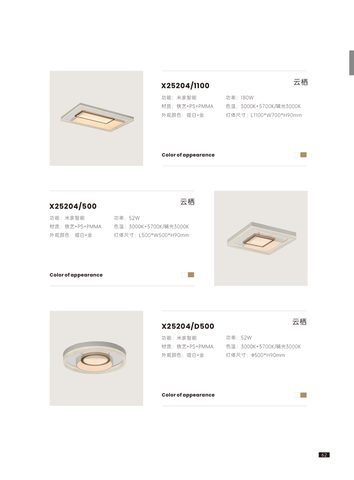 X25204/1100
云栖
功能：米家智能
功率：180W
材质：铁艺+PS+PMMA
色温：3000K+5700K/辅光3000K
外观颜色：暗白+金
灯体尺寸：L1100*W700*H90mm
Color of appearance
X25204/500
云栖
功能：米家智能
功率：52W
材质：铁艺+PS+PMMA
色温：3000K+5700K/辅光3000K
外观颜色：暗白+金
灯体尺寸：L500*W500*H90mm
Color of appearance
X25204/D500
云栖
功能：米家智能
功率：52W
材质：铁艺+PS+PMMA
色温：3000K+5700K/辅光3000K
外观颜色：暗白+金
灯体尺寸：Φ500*H90mm
Color of appearance
62